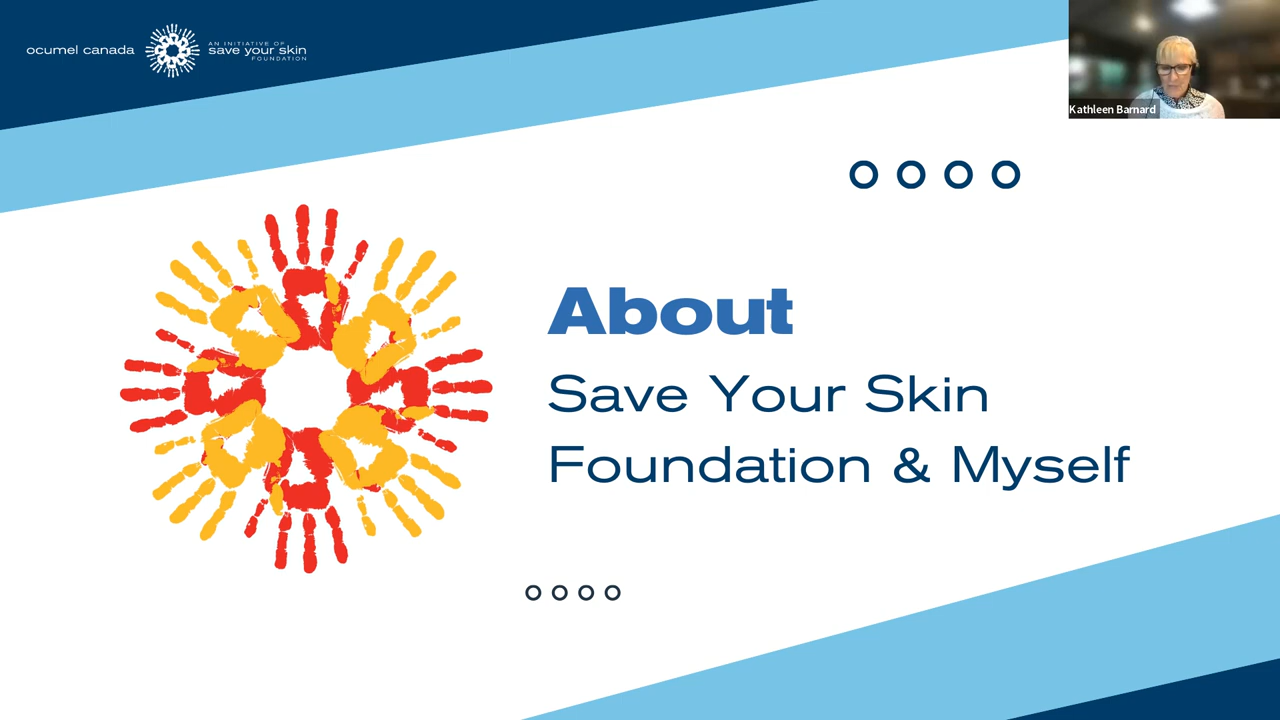 ocumel canada
AN INITIATIVE OF
save your skin
FOUNDATION
Kathleen Barnard
About
Save Your Skin
Foundation & Myself